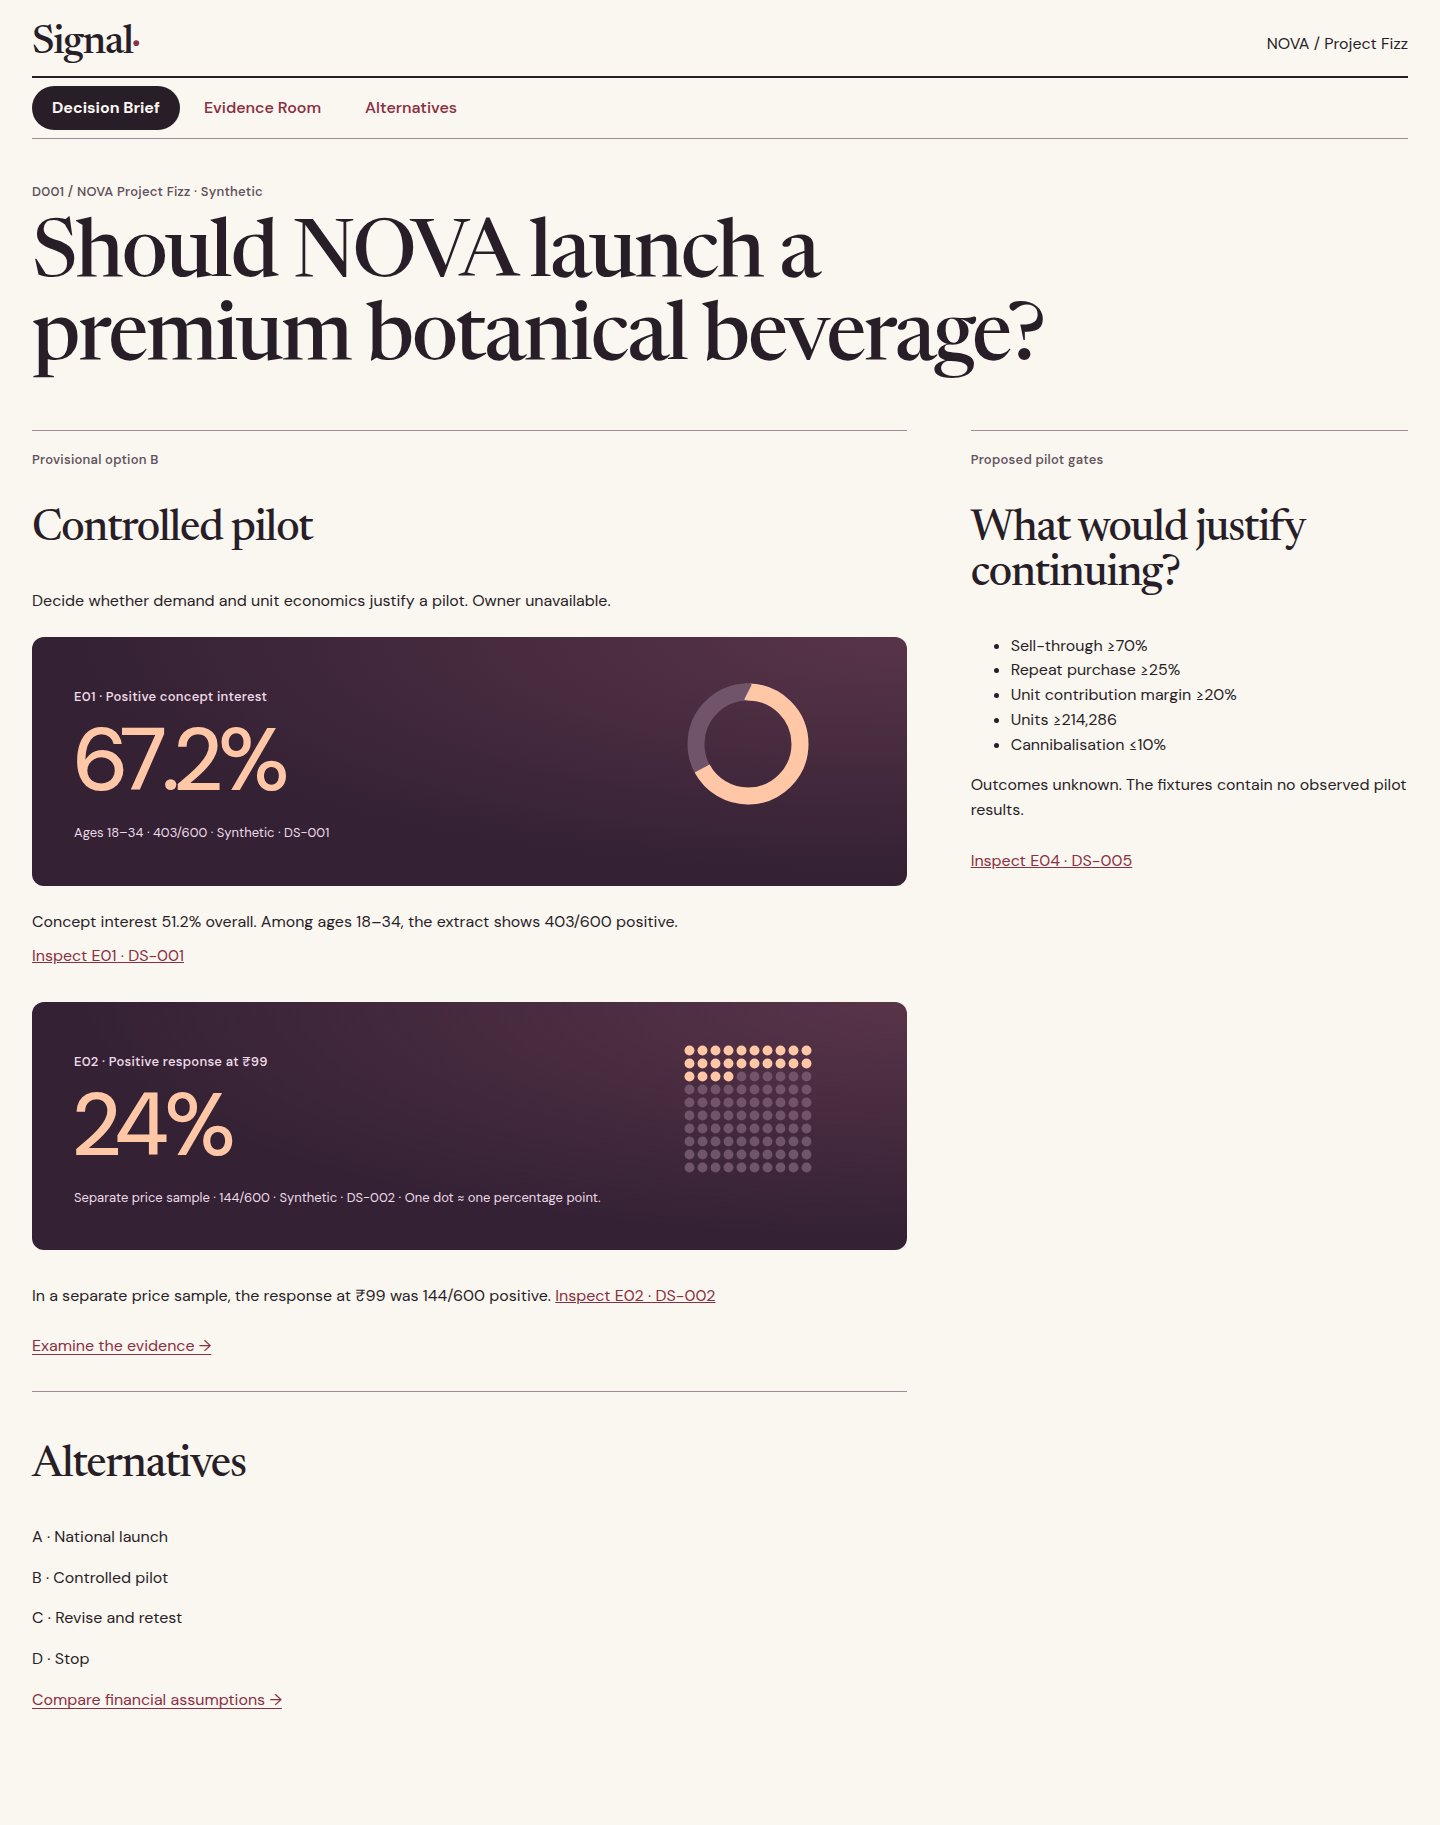 Signal·
NOVA / Project Fizz
Decision Brief
Evidence Room
Alternatives
D001 / NOVA Project Fizz · Synthetic
Should NOVA launch a
premium botanical beverage?
Provisional option B
Controlled pilot
Decide whether demand and unit economics justify a pilot. Owner unavailable.
E01 · Positive concept interest
67.2%
Ages 18–34 · 403/600 · Synthetic · DS-001
Concept interest 51.2% overall. Among ages 18–34, the extract shows 403/600 positive.
Inspect E01 · DS-001
E02 · Positive response at ₹99
24%
Separate price sample · 144/600 · Synthetic · DS-002 · One dot ≈ one percentage point.
In a separate price sample, the response at ₹99 was 144/600 positive. Inspect E02 · DS-002
Examine the evidence →
Alternatives
A · National launch
B · Controlled pilot
C · Revise and retest
D · Stop
Compare financial assumptions →
Proposed pilot gates
What would justify
continuing?
• Sell-through ≥70%
• Repeat purchase ≥25%
• Unit contribution margin ≥20%
• Units ≥214,286
• Cannibalisation ≤10%
Outcomes unknown. The fixtures contain no observed pilot
results.
Inspect E04 · DS-005